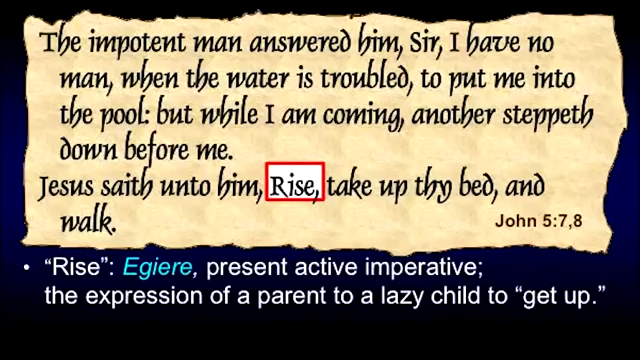 The impotent man answered him, Sir, I have no
man, when the water is troubled, to put me into
the pool: but while I am coming, another steppeth
down before me.
Jesus saith unto him, Rise, take up thy bed, and
walk.
John 5:7,8
• “Rise”: Egiere, present active imperative;
the expression of a parent to a lazy child to “get up.”